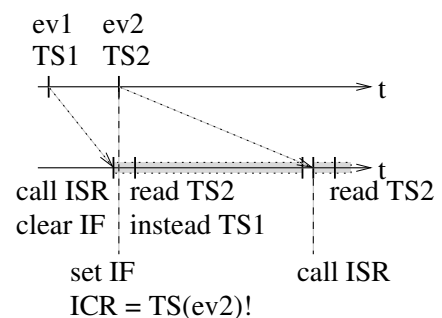 ev1 ev2
TS1 TS2
t
t
call ISR read TS2 read TS2
clear IF instead TS1
set IF call ISR
ICR = TS(ev2)!